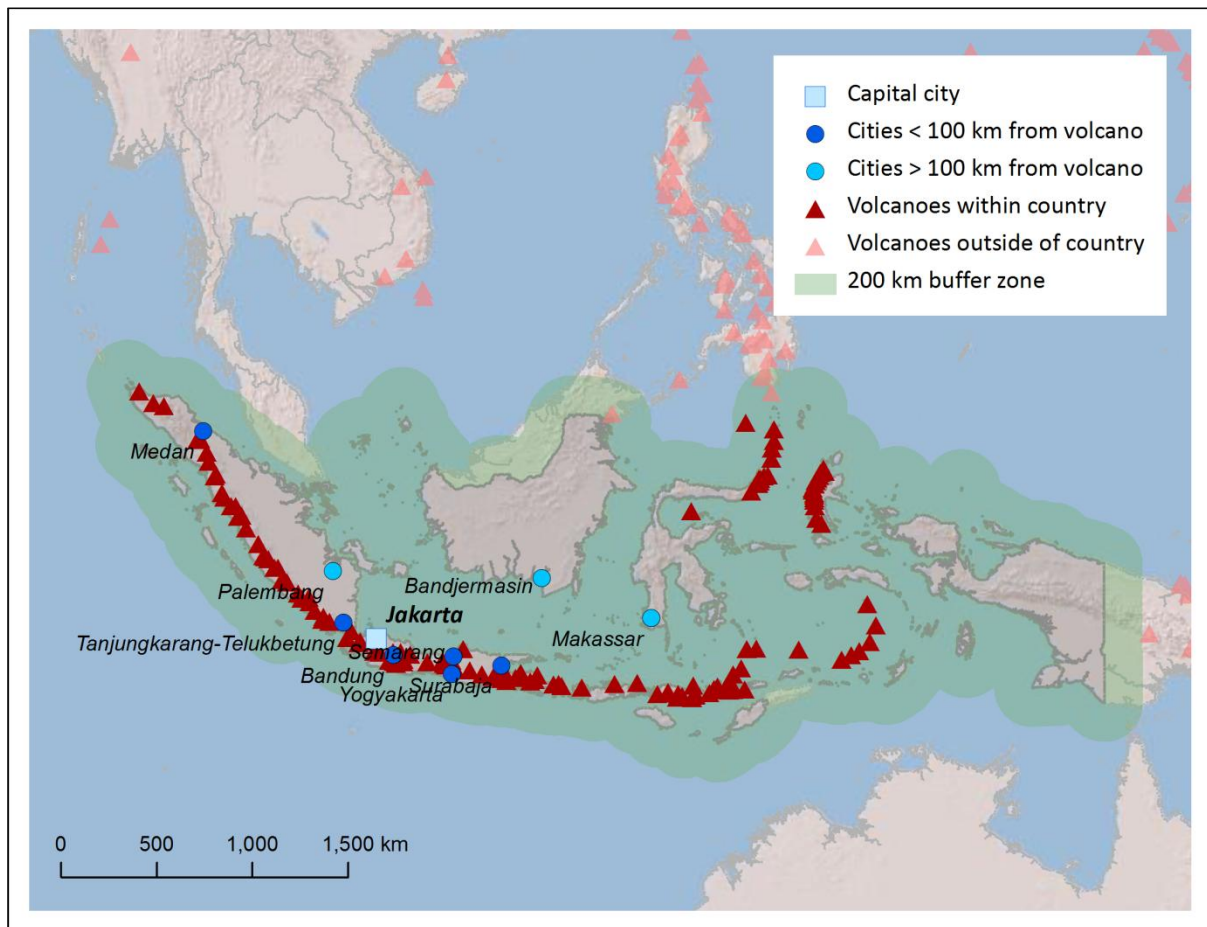 Capital city
Cities < 100 km from volcano
Cities > 100 km from volcano
Volcanoes within country
Volcanoes outside of country
200 km buffer zone
Medan
Palembang
Bandjermasin
Jakarta
Makassar
Tanjungkarang-Telukbetung
Semarang
Bandung
Surabaja
Yogyakarta
0 500 1,000 1,500 km